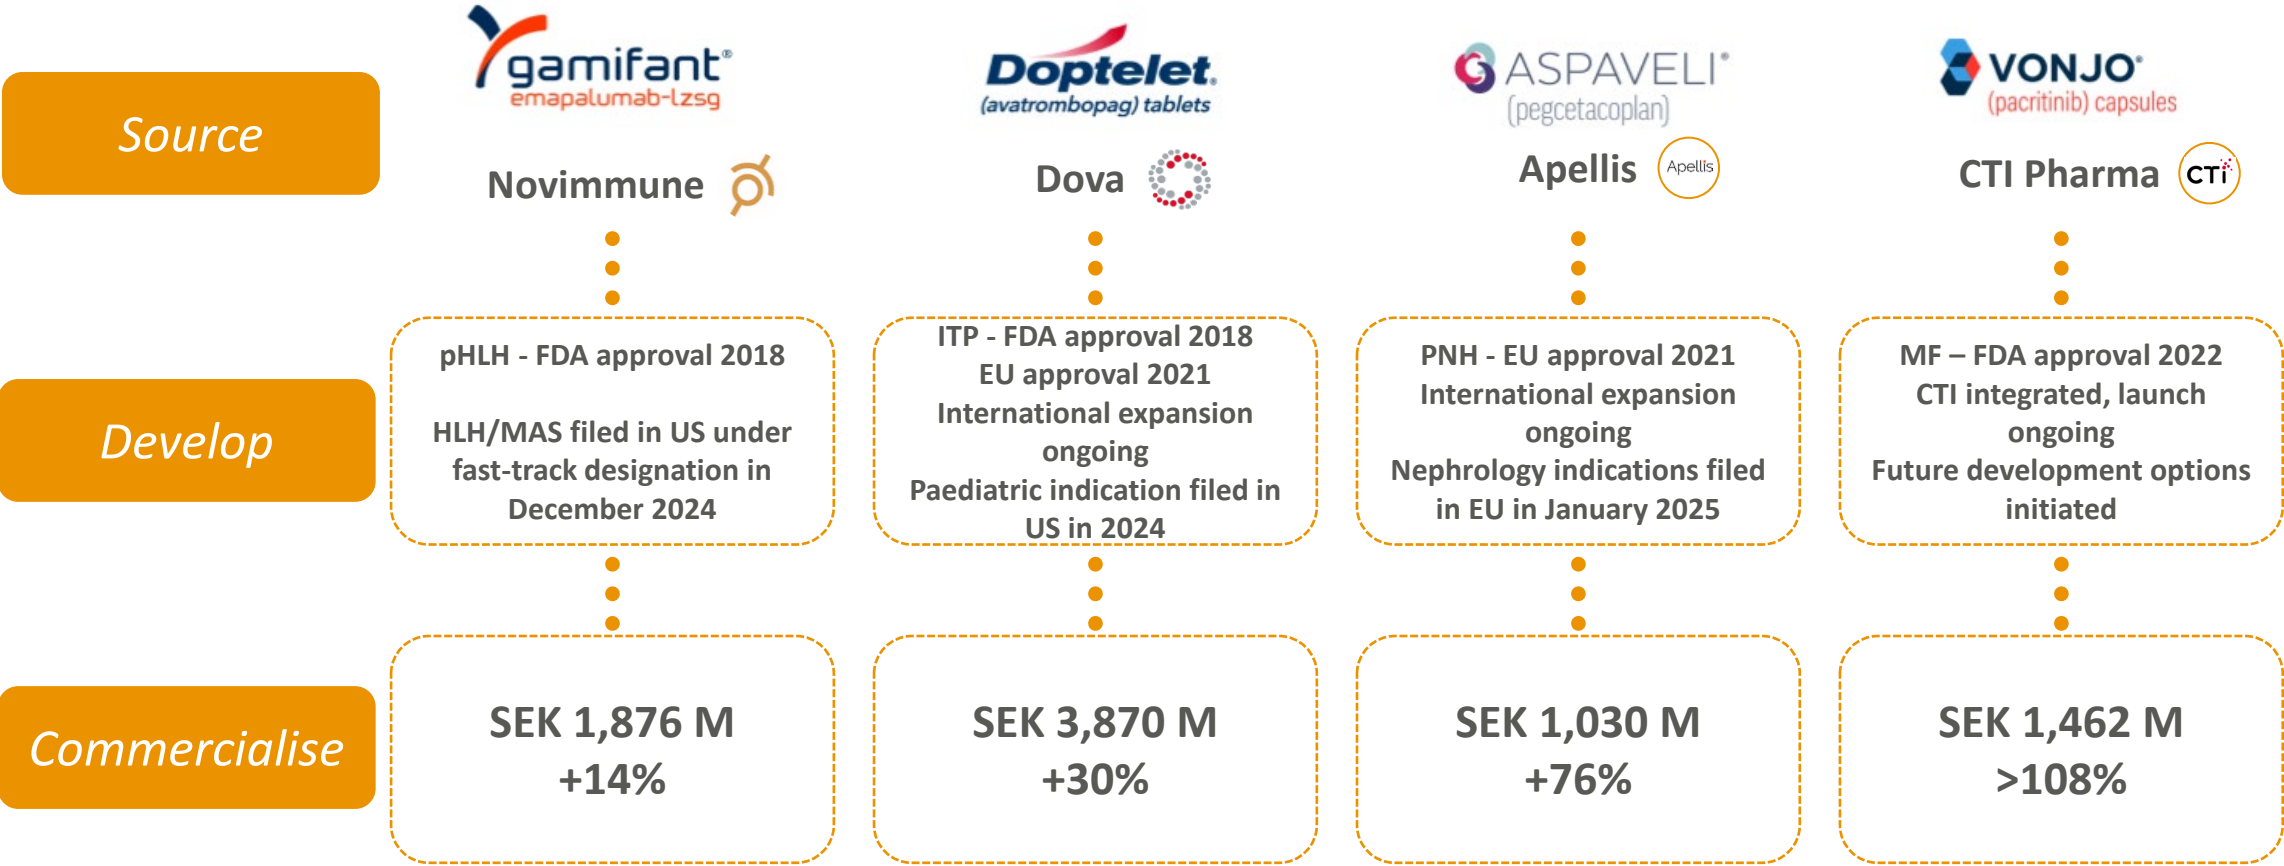 Source
gamifant®
emapalumab-lzsg
Novimmune
Doptelet®
(avatrombopag) tablets
Dova
ASPAVELI®
(pegcetacoplan)
Apellis
Apellis
VONJO®
(pacritinib) capsules
CTI Pharma
CTi
Develop
pHLH - FDA approval 2018
HLH/MAS filed in US under
fast-track designation in
December 2024
ITP - FDA approval 2018
EU approval 2021
International expansion
ongoing
Paediatric indication filed in
US in 2024
PNH - EU approval 2021
International expansion
ongoing
Nephrology indications filed
in EU in January 2025
MF – FDA approval 2022
CTI integrated, launch
ongoing
Future development options
initiated
Commercialise
SEK 1,876 M
+14%
SEK 3,870 M
+30%
SEK 1,030 M
+76%
SEK 1,462 M
>108%